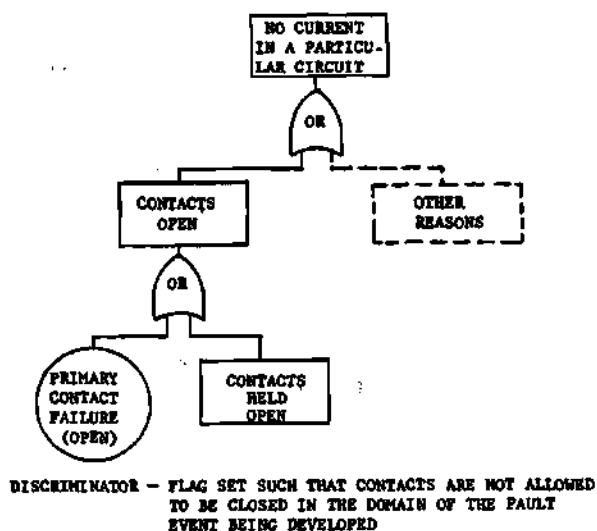 NO CURRENT
IN A PARTICU-
LAR CIRCUIT
OR
CONTACTS
OPEN
OTHER
REASONS
OR
PRIMARY
CONTACT
FAILURE
(OPEN)
CONTACTS
HELD
OPEN
DISCRIMINATOR — FLAG SET SUCH THAT CONTACTS ARE NOT ALLOWED
TO BE CLOSED IN THE DOMAIN OF THE FAULT
EVENT BEING DEVELOPED